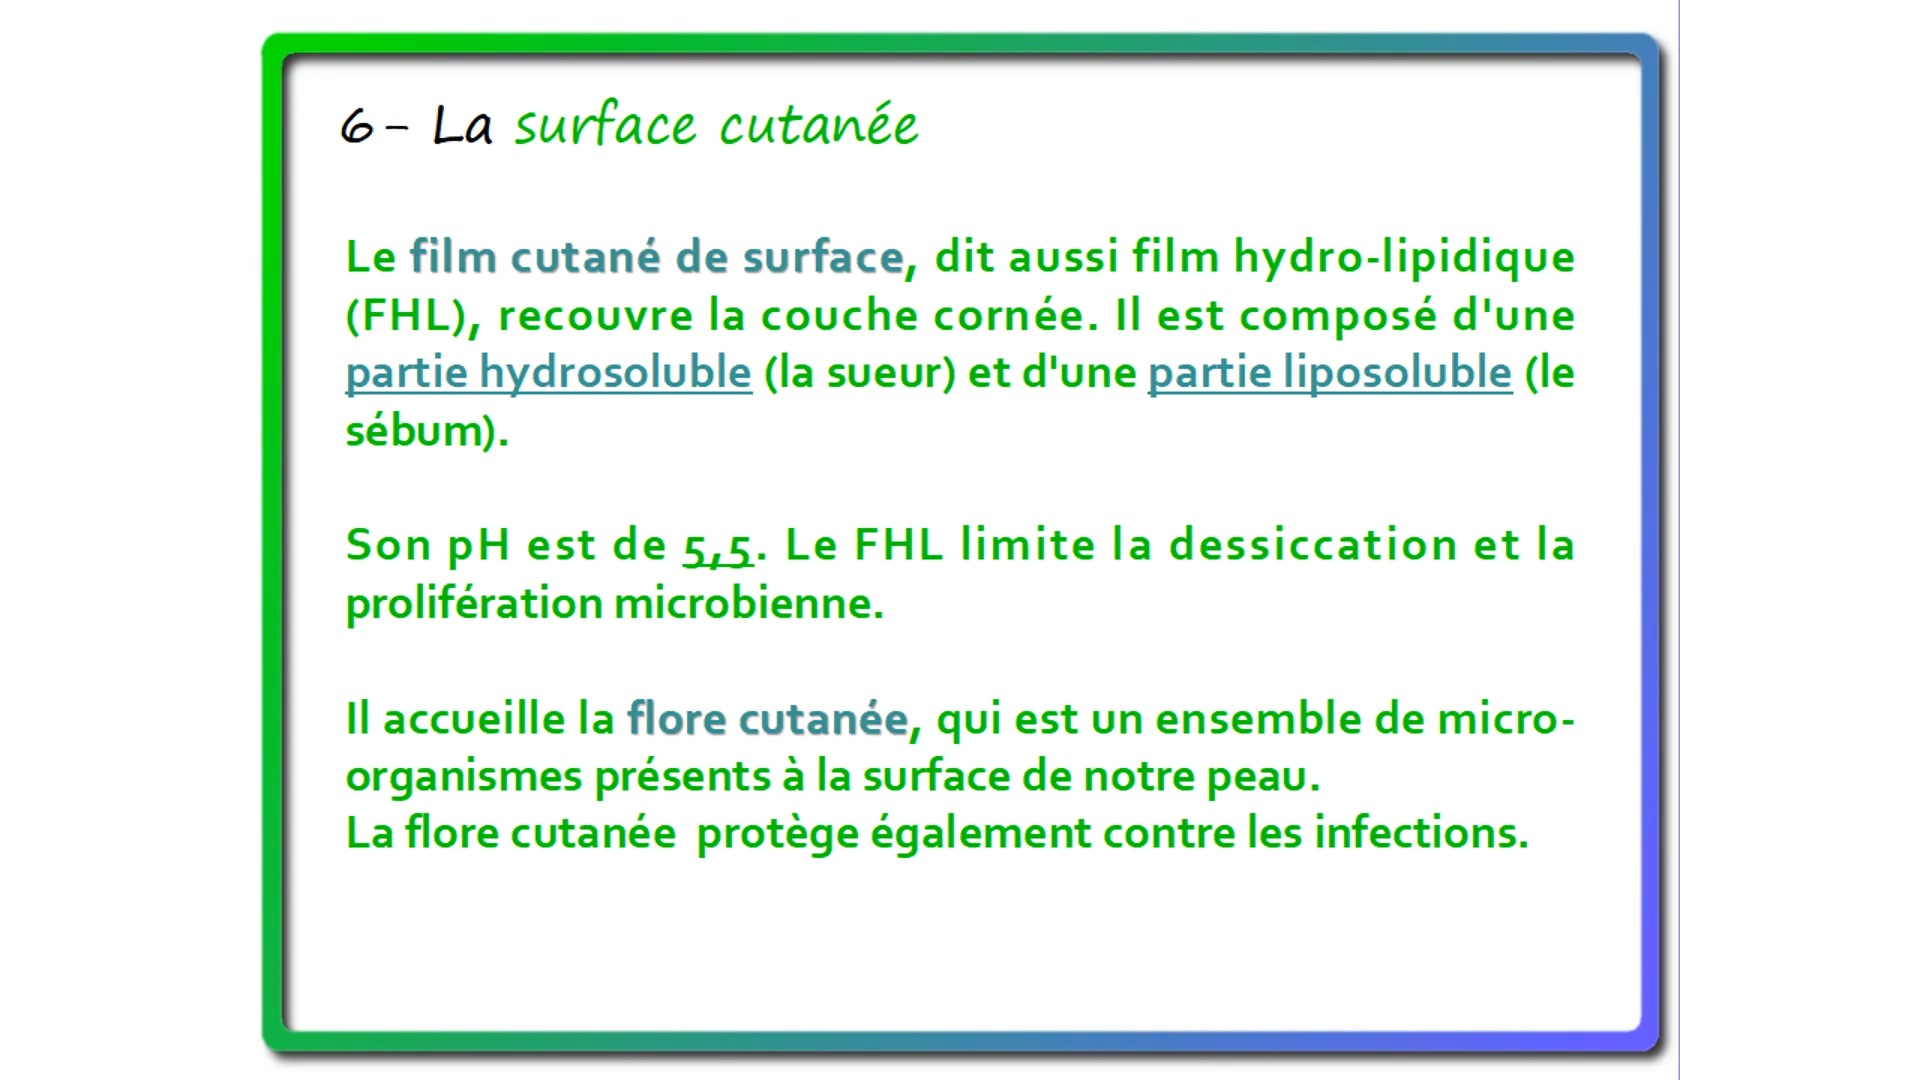 6- La surface cutanée
Le film cutané de surface, dit aussi film hydro-lipidique
(FHL), recouvre la couche cornée. Il est composé d'une
partie hydrosoluble (la sueur) et d'une partie liposoluble (le
sébum).
Son pH est de 5,5. Le FHL limite la dessiccation et la
prolifération microbienne.
Il accueille la flore cutanée, qui est un ensemble de micro-
organismes présents à la surface de notre peau.
La flore cutanée  protège également contre les infections.